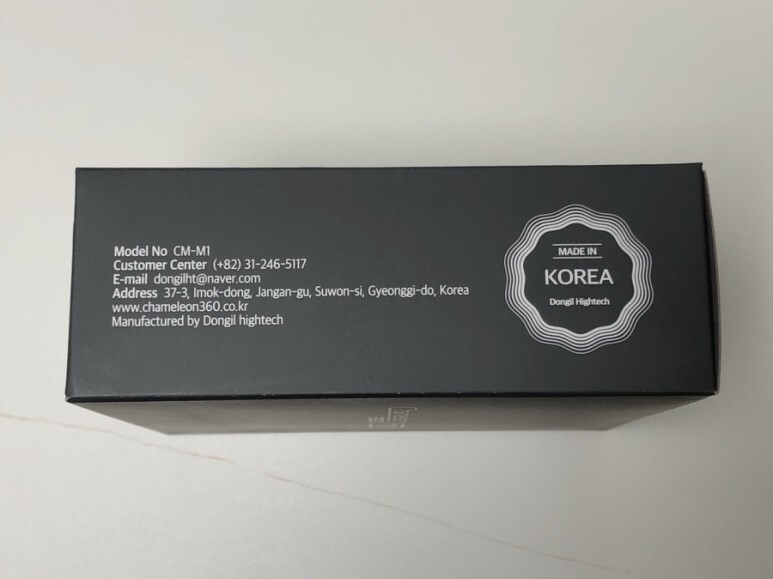 Model No CM-M1
Customer Center (+82) 31-246-5117
E-mail dongilht@naver.com
Address 37-3, Imok-dong, Jangan-gu, Suwon-si, Gyeonggi-do, Korea
www.chameleon360.co.kr
Manufactured by Dongil hightech
MADE IN
KOREA
Dongil Hightech